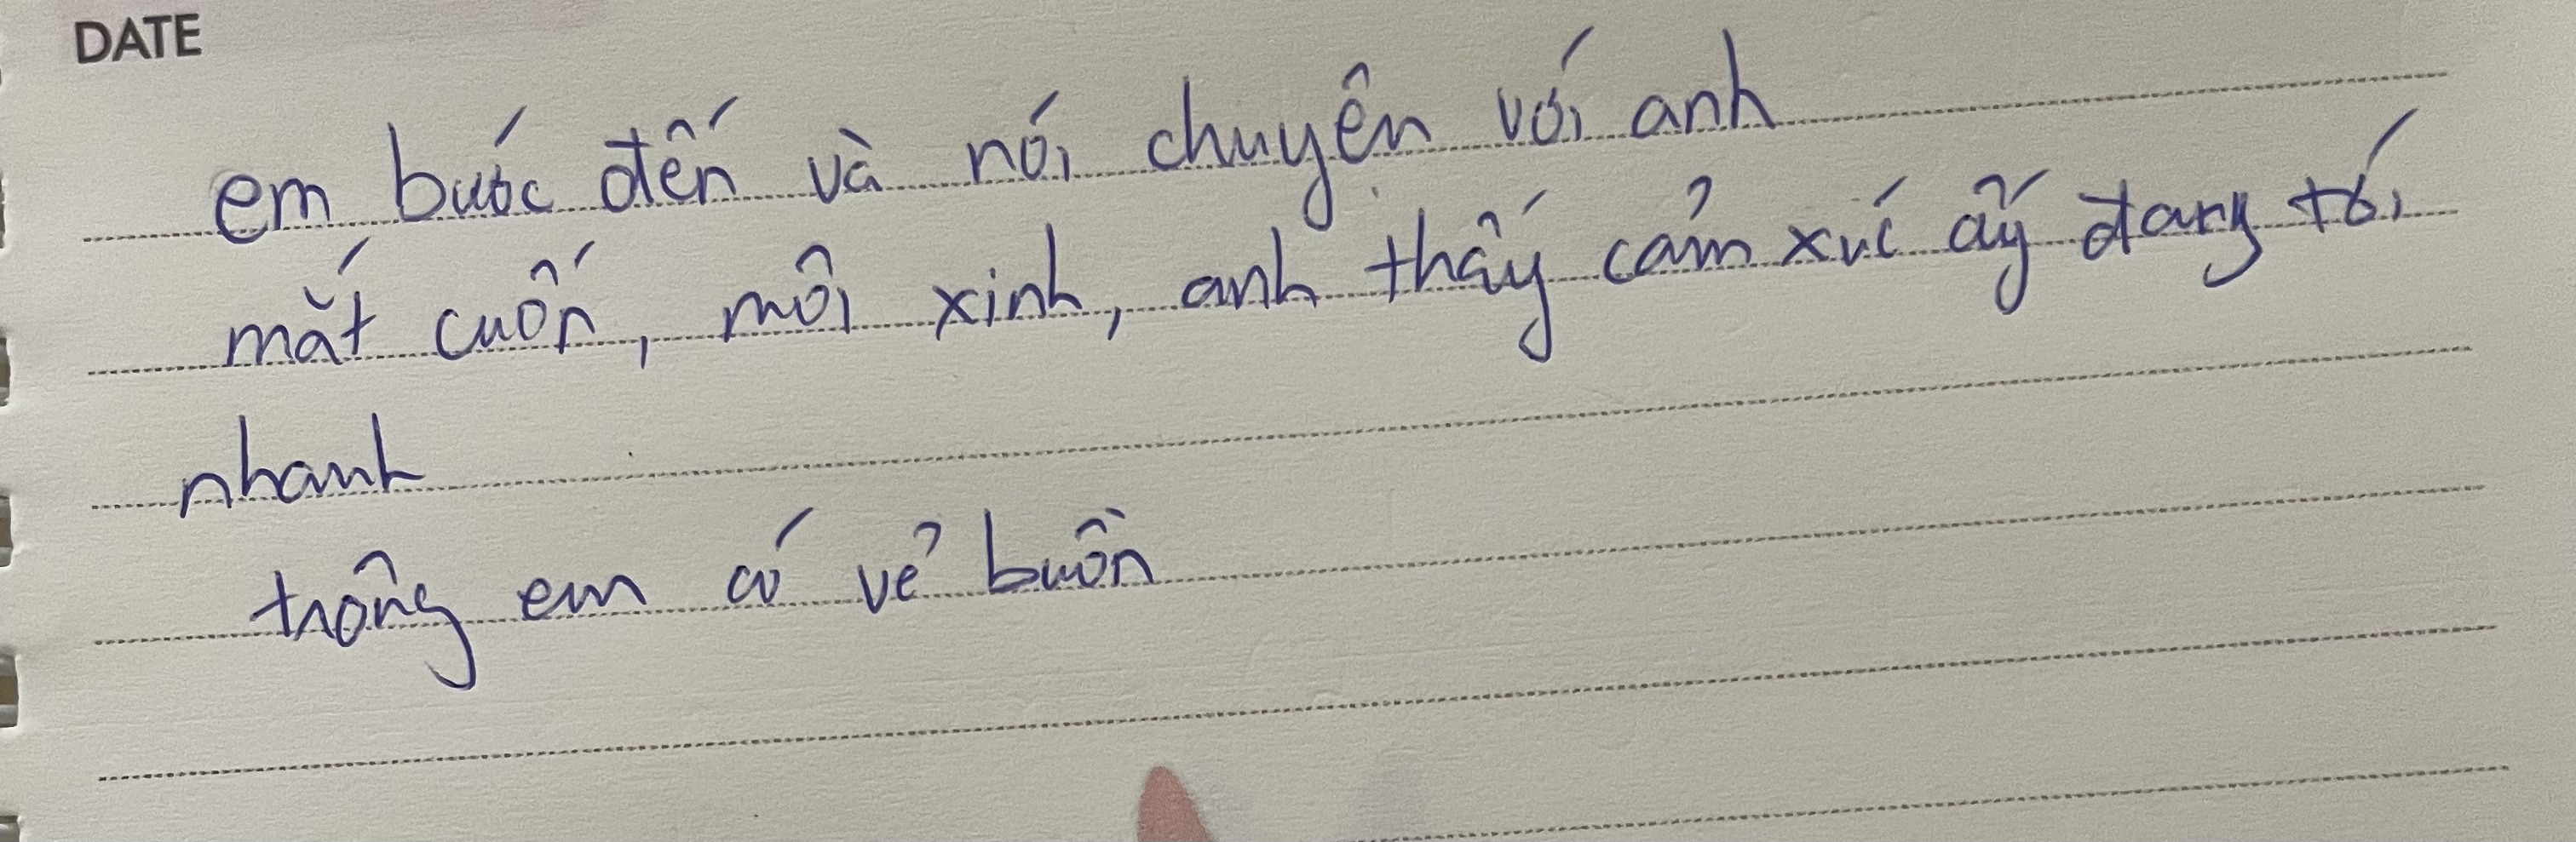 DATE
em bước đến và nói chuyện với anh
mắt cuốn, môi xinh, anh thấy cảm xúc ấy đang tới
nhanh
trông em có vẻ buồn